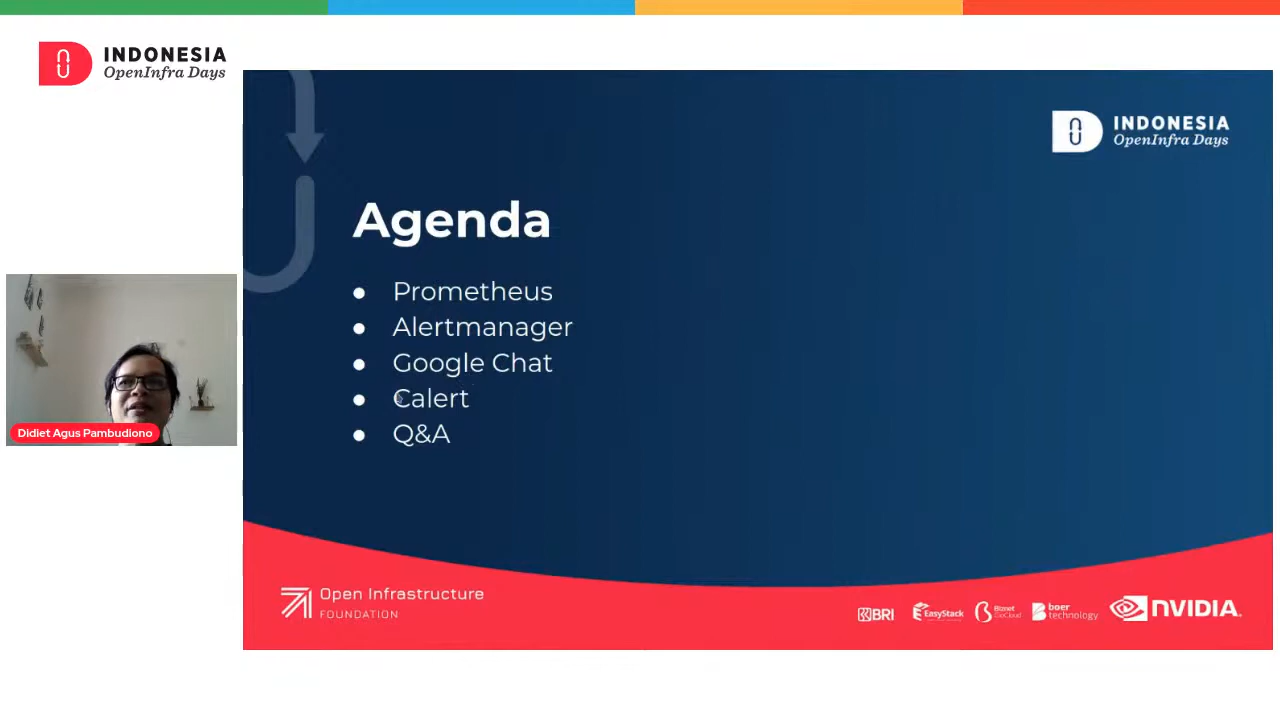 INDONESIA
OpenInfra Days
INDONESIA
OpenInfra Days
Agenda
● Prometheus
● Alertmanager
● Google Chat
● Calert
● Q&A
Didiet Agus Pambudiono
Open Infrastructure
FOUNDATION
BRI
EasyStack
Biznet
GioCloud
boer
technology
NVIDIA.